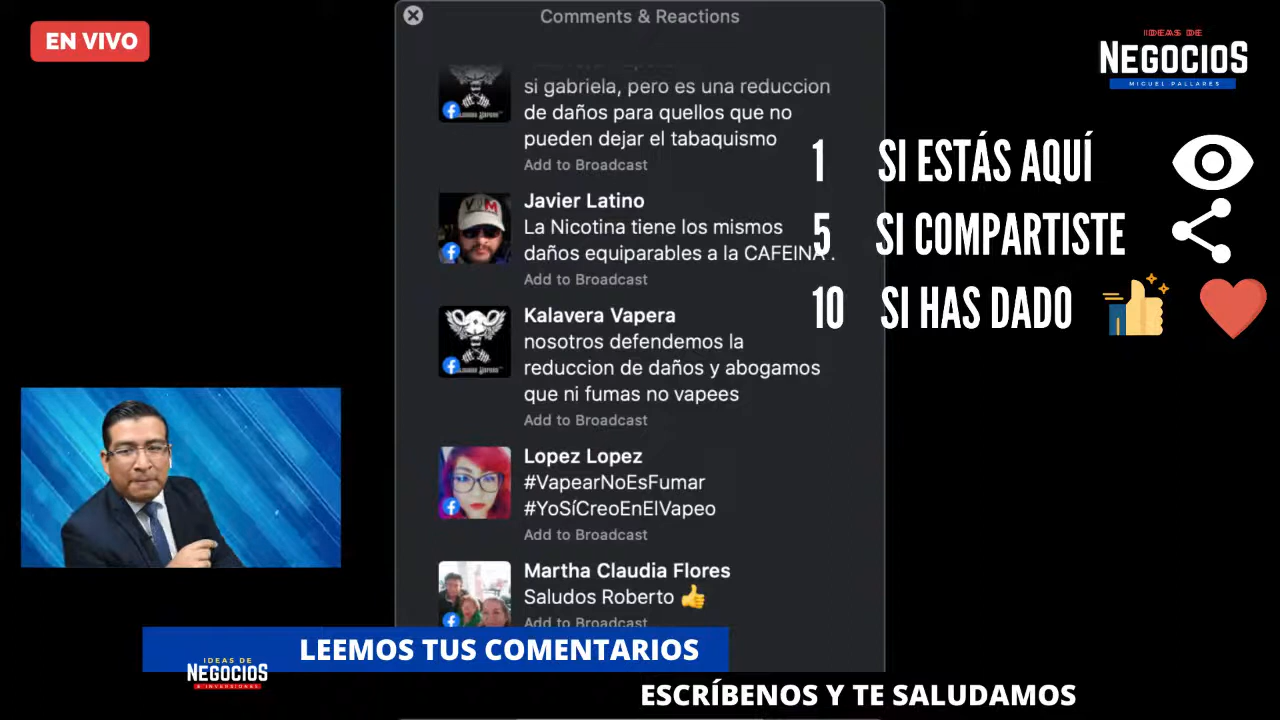 EN VIVO
Comments & Reactions
IDEAS DE
NEGOCIOS
MIGUEL PALLARES
si gabriela, pero es una reduccion
de daños para quellos que no
pueden dejar el tabaquismo
Add to Broadcast
1 SI ESTÁS AQUÍ
Javier Latino
La Nicotina tiene los mismos
daños equiparables a la CAFEINA .
Add to Broadcast
5 SI COMPARTISTE
Kalavera Vapera
nosotros defendemos la
reduccion de daños y abogamos
que ni fumas no vapees
Add to Broadcast
10 SI HAS DADO
Lopez Lopez
#VapearNoEsFumar
#YoSíCreoEnElVapeo
Add to Broadcast
Martha Claudia Flores
Saludos Roberto 👍
Add to Broadcast
LEEMOS TUS COMENTARIOS
IDEAS DE
NEGOCIOS
E INVERSIONES
ESCRÍBENOS Y TE SALUDAMOS